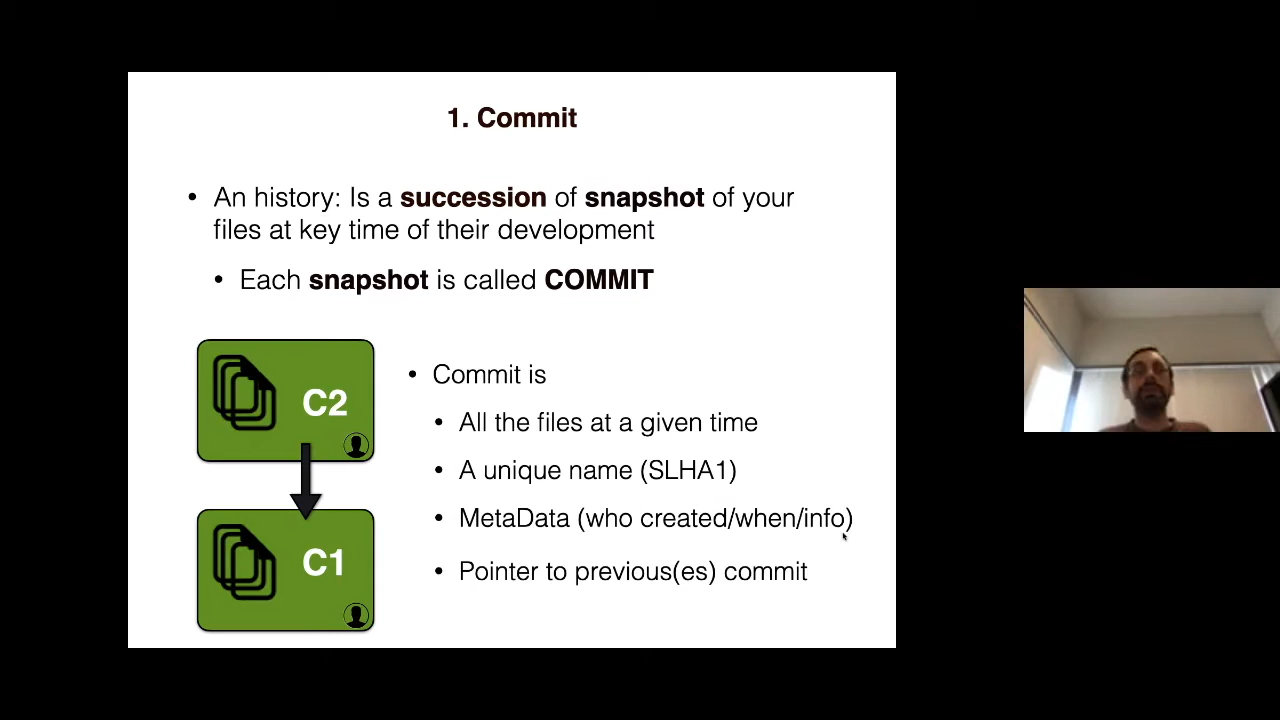 1. Commit
• An history: Is a succession of snapshot of your
files at key time of their development
• Each snapshot is called COMMIT
C2
C1
• Commit is
• All the files at a given time
• A unique name (SLHA1)
• MetaData (who created/when/info)
• Pointer to previous(es) commit